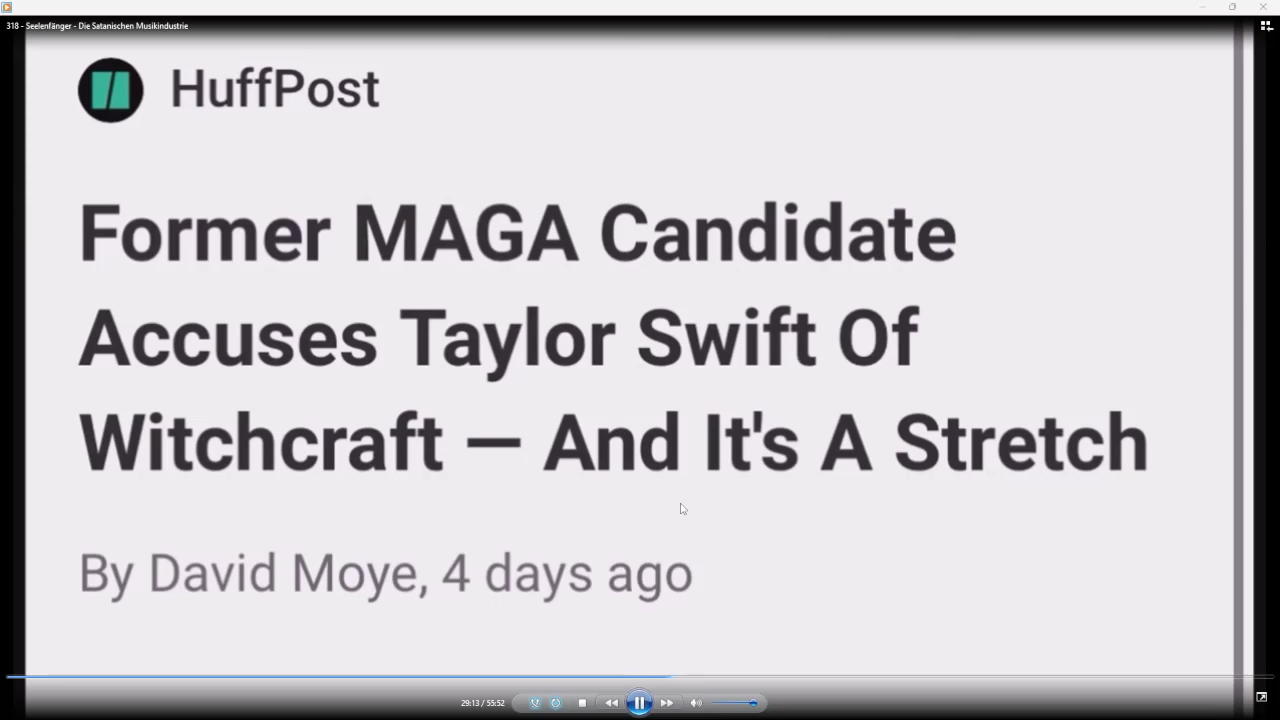 318 - Seelenfänger - Die Satanischen Musikindustrie
HuffPost
Former MAGA Candidate
Accuses Taylor Swift Of
Witchcraft — And It's A Stretch
By David Moye, 4 days ago
29:13 / 55:52